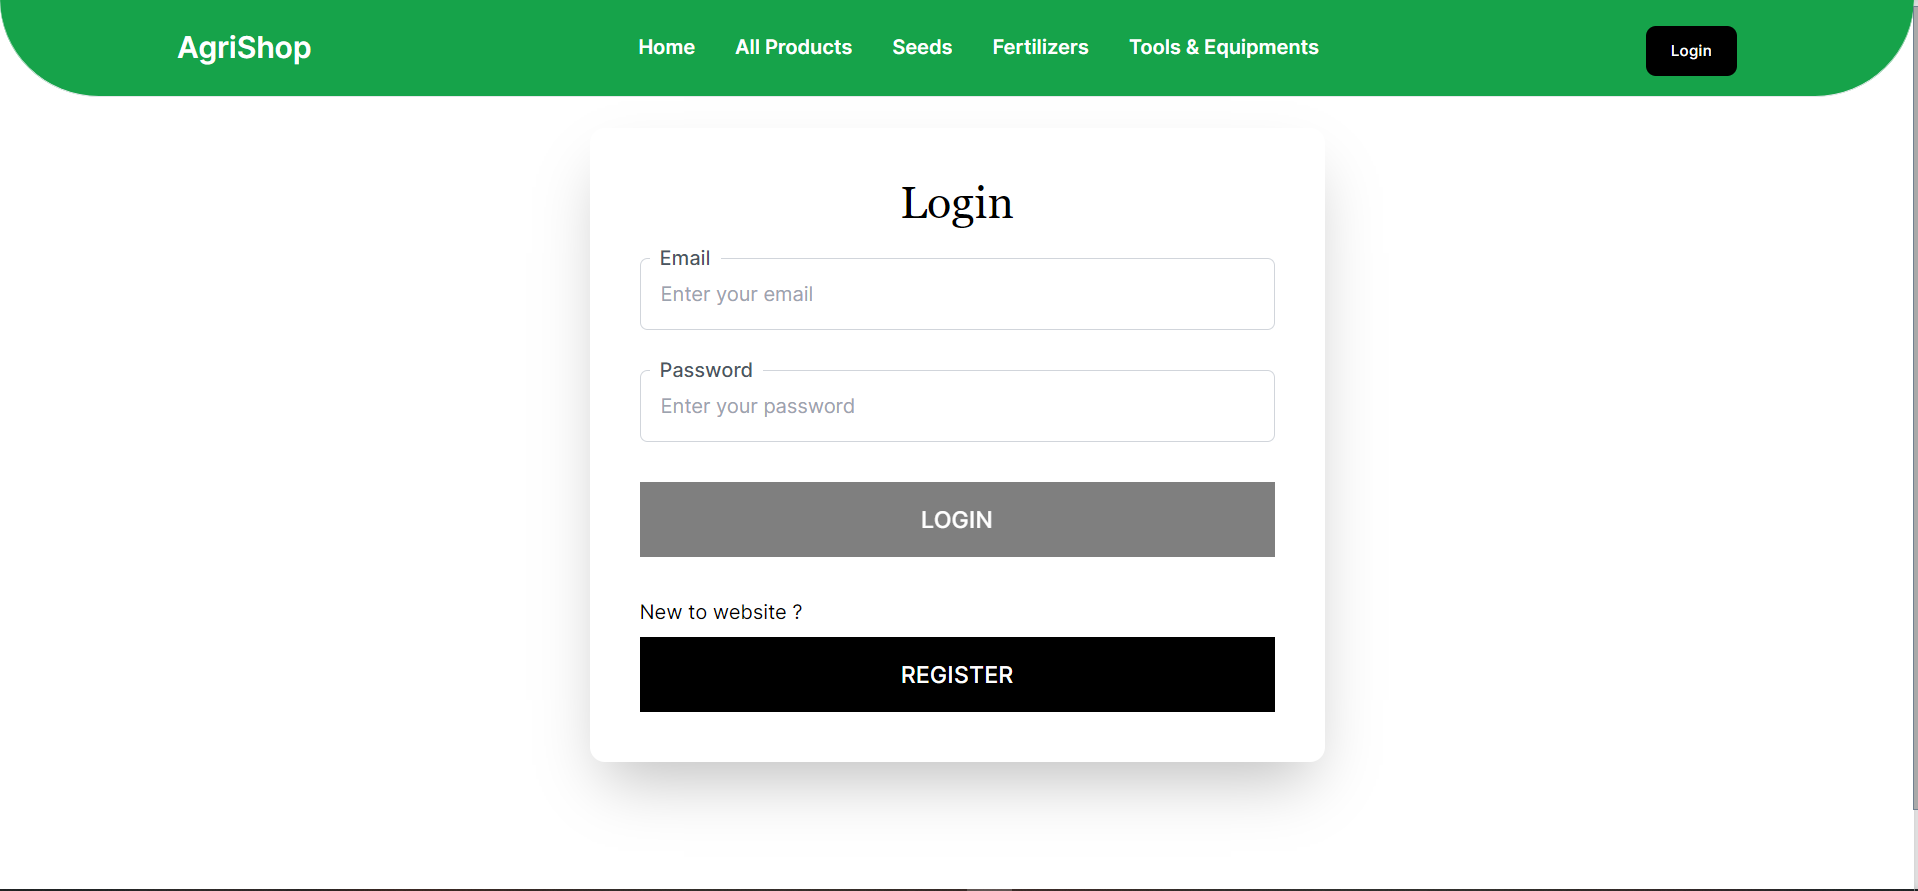 AgriShop Home All Products Seeds Fertilizers Tools & Equipments Login
Login
Email
Enter your email
Password
Enter your password
LOGIN
New to website ?
REGISTER